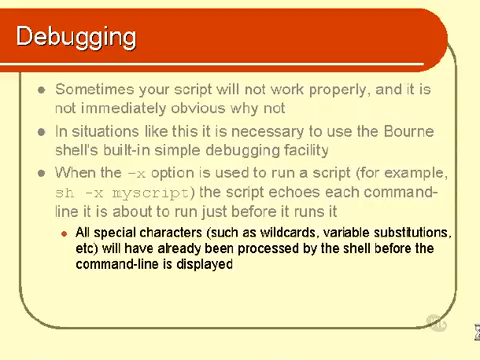 Debugging
● Sometimes your script will not work properly, and it is
not immediately obvious why not
● In situations like this it is necessary to use the Bourne
shell's built-in simple debugging facility
● When the -x option is used to run a script (for example,
sh -x myscript) the script echoes each command-
line it is about to run just before it runs it
● All special characters (such as wildcards, variable substitutions,
etc) will have already been processed by the shell before the
command-line is displayed